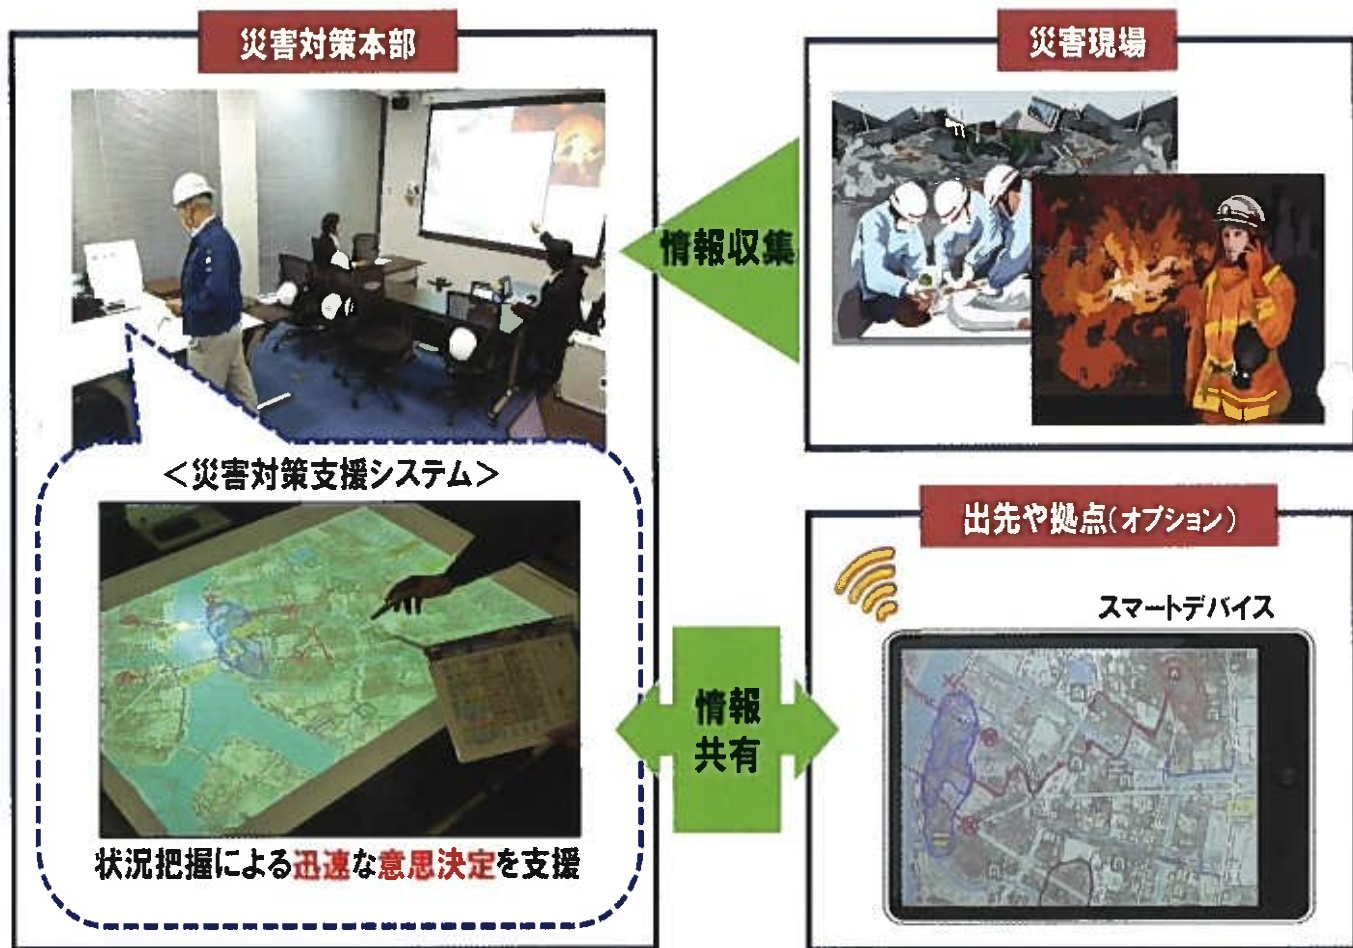 災害対策本部
災害現場
情報収集
＜災害対策支援システム＞
状況把握による迅速な意思決定を支援
出先や拠点（オプション）
スマートデバイス
情報
共有